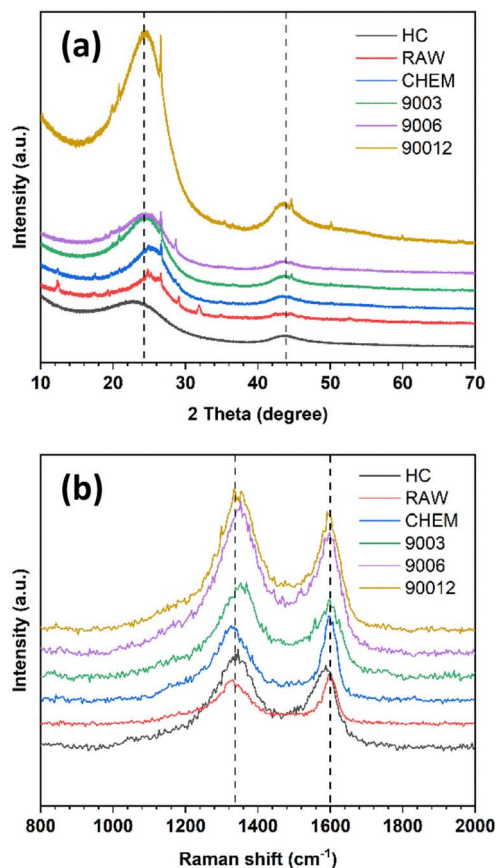 (a)
HC
RAW
CHEM
9003
9006
90012
Intensity (a.u.)
10 20 30 40 50 60 70
2 Theta (degree)
(b)
HC
RAW
CHEM
9003
9006
90012
Intensity (a.u.)
800 1000 1200 1400 1600 1800 2000
Raman shift (cm⁻¹)